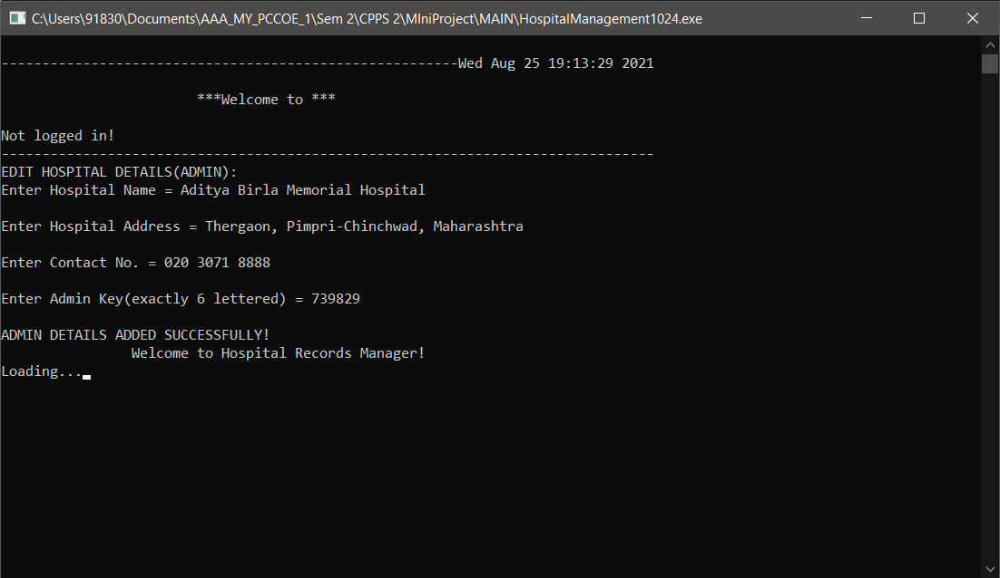 C:\Users\91830\Documents\AAA_MY_PCCOE_1\Sem 2\CPPS 2\MIniProject\MAIN\HospitalManagement1024.exe
--------------------------------------------------------Wed Aug 25 19:13:29 2021
***Welcome to ***
Not logged in!
--------------------------------------------------------------------------------
EDIT HOSPITAL DETAILS(ADMIN):
Enter Hospital Name = Aditya Birla Memorial Hospital
Enter Hospital Address = Thergaon, Pimpri-Chinchwad, Maharashtra
Enter Contact No. = 020 3071 8888
Enter Admin Key(exactly 6 lettered) = 739829
ADMIN DETAILS ADDED SUCCESSFULLY!
Welcome to Hospital Records Manager!
Loading...